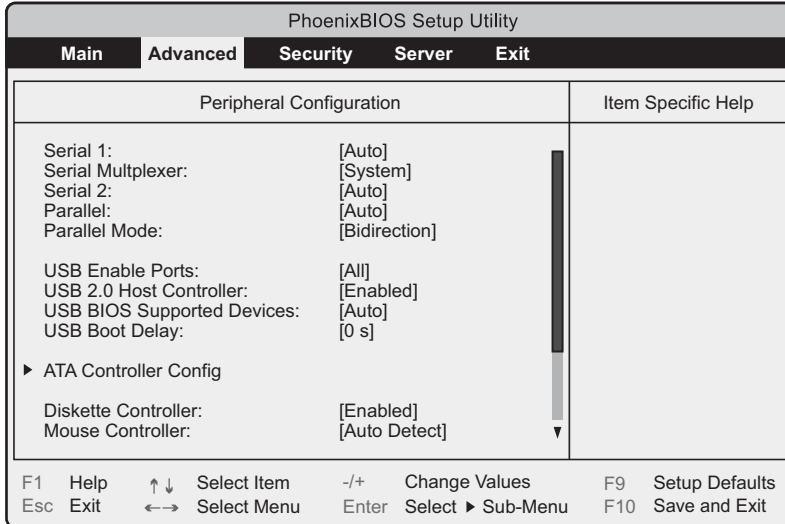 PhoenixBIOS Setup Utility
Main Advanced Security Server Exit
Peripheral Configuration Item Specific Help
Serial 1: [Auto]
Serial Multplexer: [System]
Serial 2: [Auto]
Parallel: [Auto]
Parallel Mode: [Bidirection]
USB Enable Ports: [All]
USB 2.0 Host Controller: [Enabled]
USB BIOS Supported Devices: [Auto]
USB Boot Delay: [0 s]
ATA Controller Config
Diskette Controller: [Enabled]
Mouse Controller: [Auto Detect]
F1 Help ↑↓ Select Item -/+ Change Values F9 Setup Defaults
Esc Exit ←→ Select Menu Enter Select ▶ Sub-Menu F10 Save and Exit